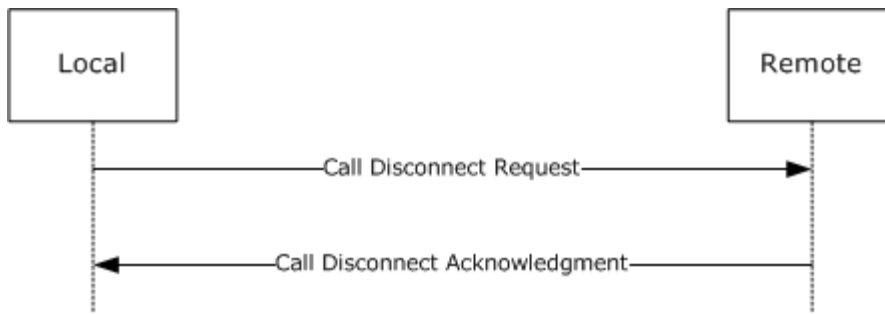 Local
Remote
Call Disconnect Request
Call Disconnect Acknowledgment